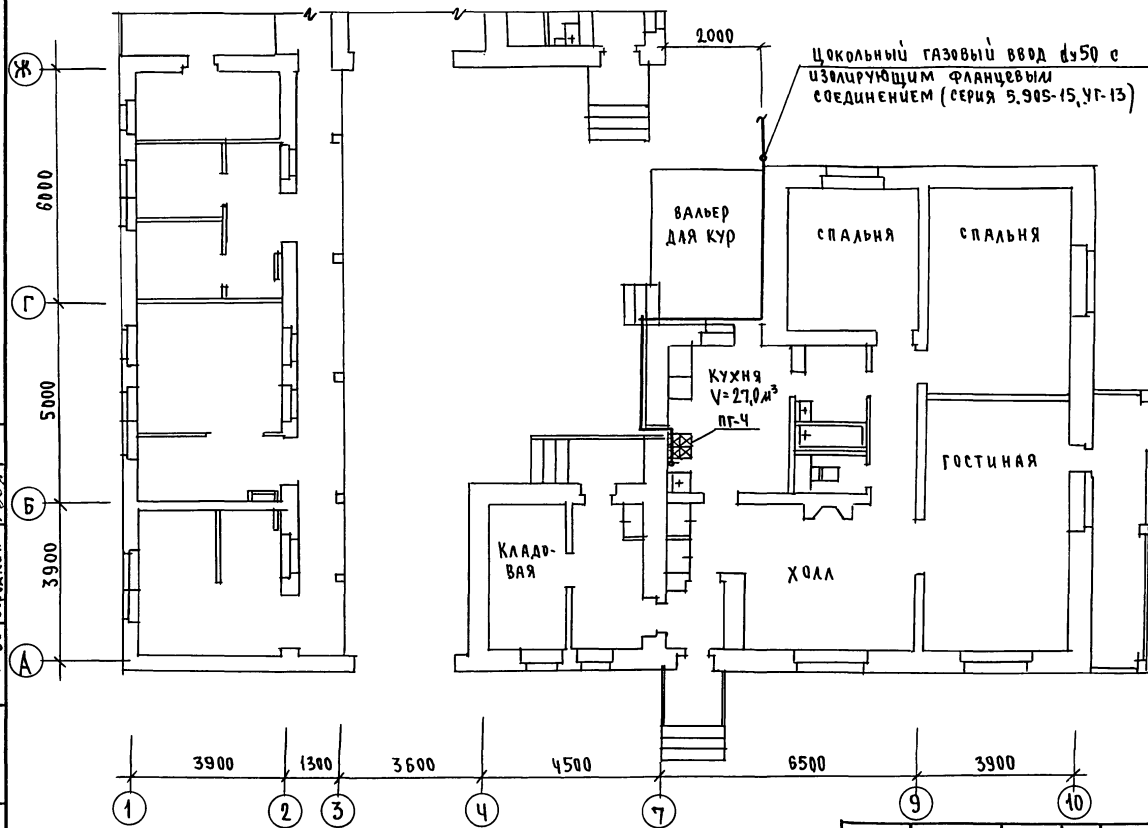 2000
Цокольный газовый ввод dу50 с
изолирующим фланцевым
соединением (серия 5.905-15, УГ-13)
Ж
6000
вальер
для кур
спальня
спальня
Г
5000
Кухня
V=27,0 м³
ПГ-4
гостиная
Б
3900
Кладо-
вая
холл
А
3900
1300
3600
4500
6500
3900
1
2
3
4
7
9
10